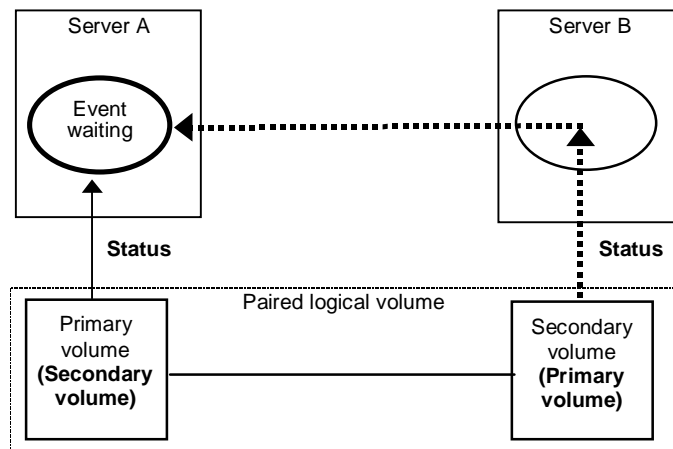 Server A
Server B
Event
waiting
Status
Status
Paired logical volume
Primary
volume
(Secondary
volume)
Secondary
volume
(Primary
volume)